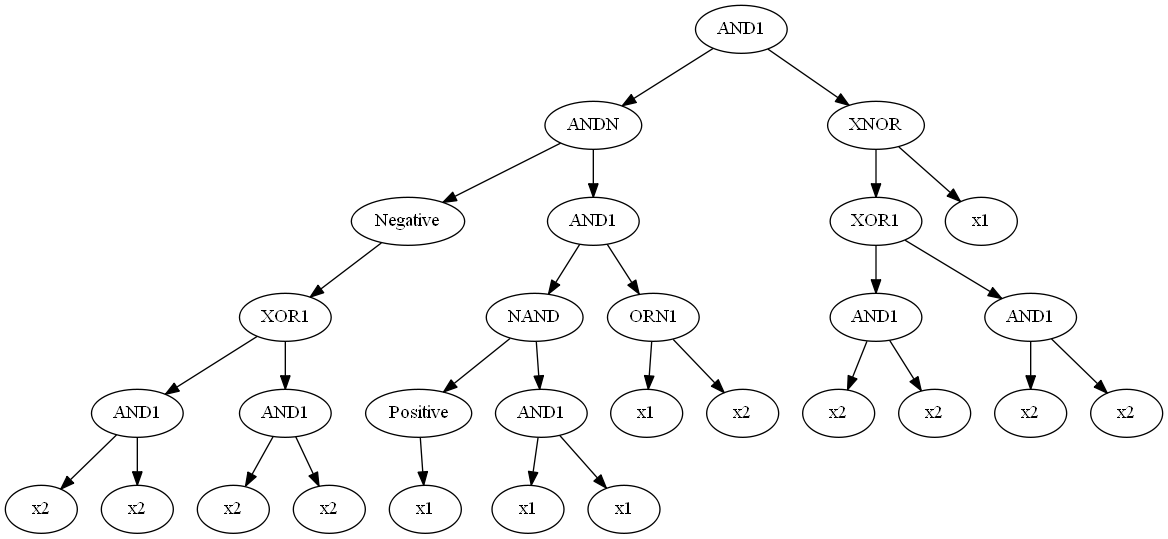 AND1
ANDN
XNOR
Negative
AND1
XOR1
x1
XOR1
NAND
ORN1
AND1
AND1
AND1
AND1
Positive
AND1
x1
x2
x2
x2
x2
x2
x2
x2
x2
x2
x1
x1
x1